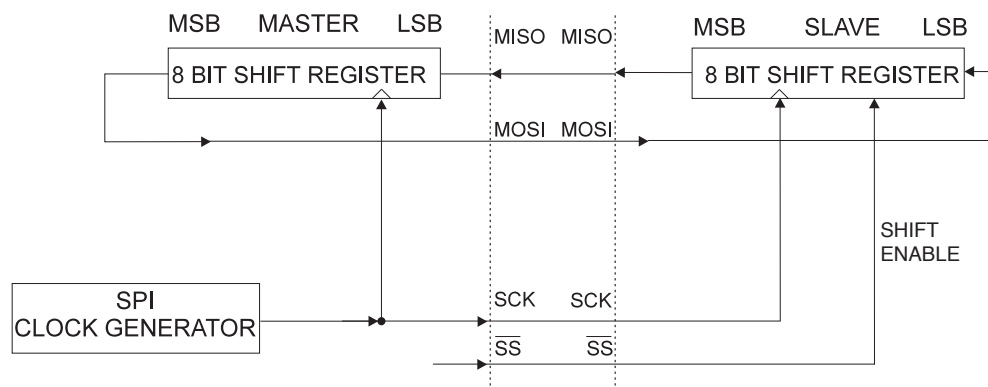 MSB MASTER LSB
MISO MISO
MSB SLAVE LSB
8 BIT SHIFT REGISTER
8 BIT SHIFT REGISTER
MOSI MOSI
SHIFT
ENABLE
SPI
CLOCK GENERATOR
SCK SCK
SS SS